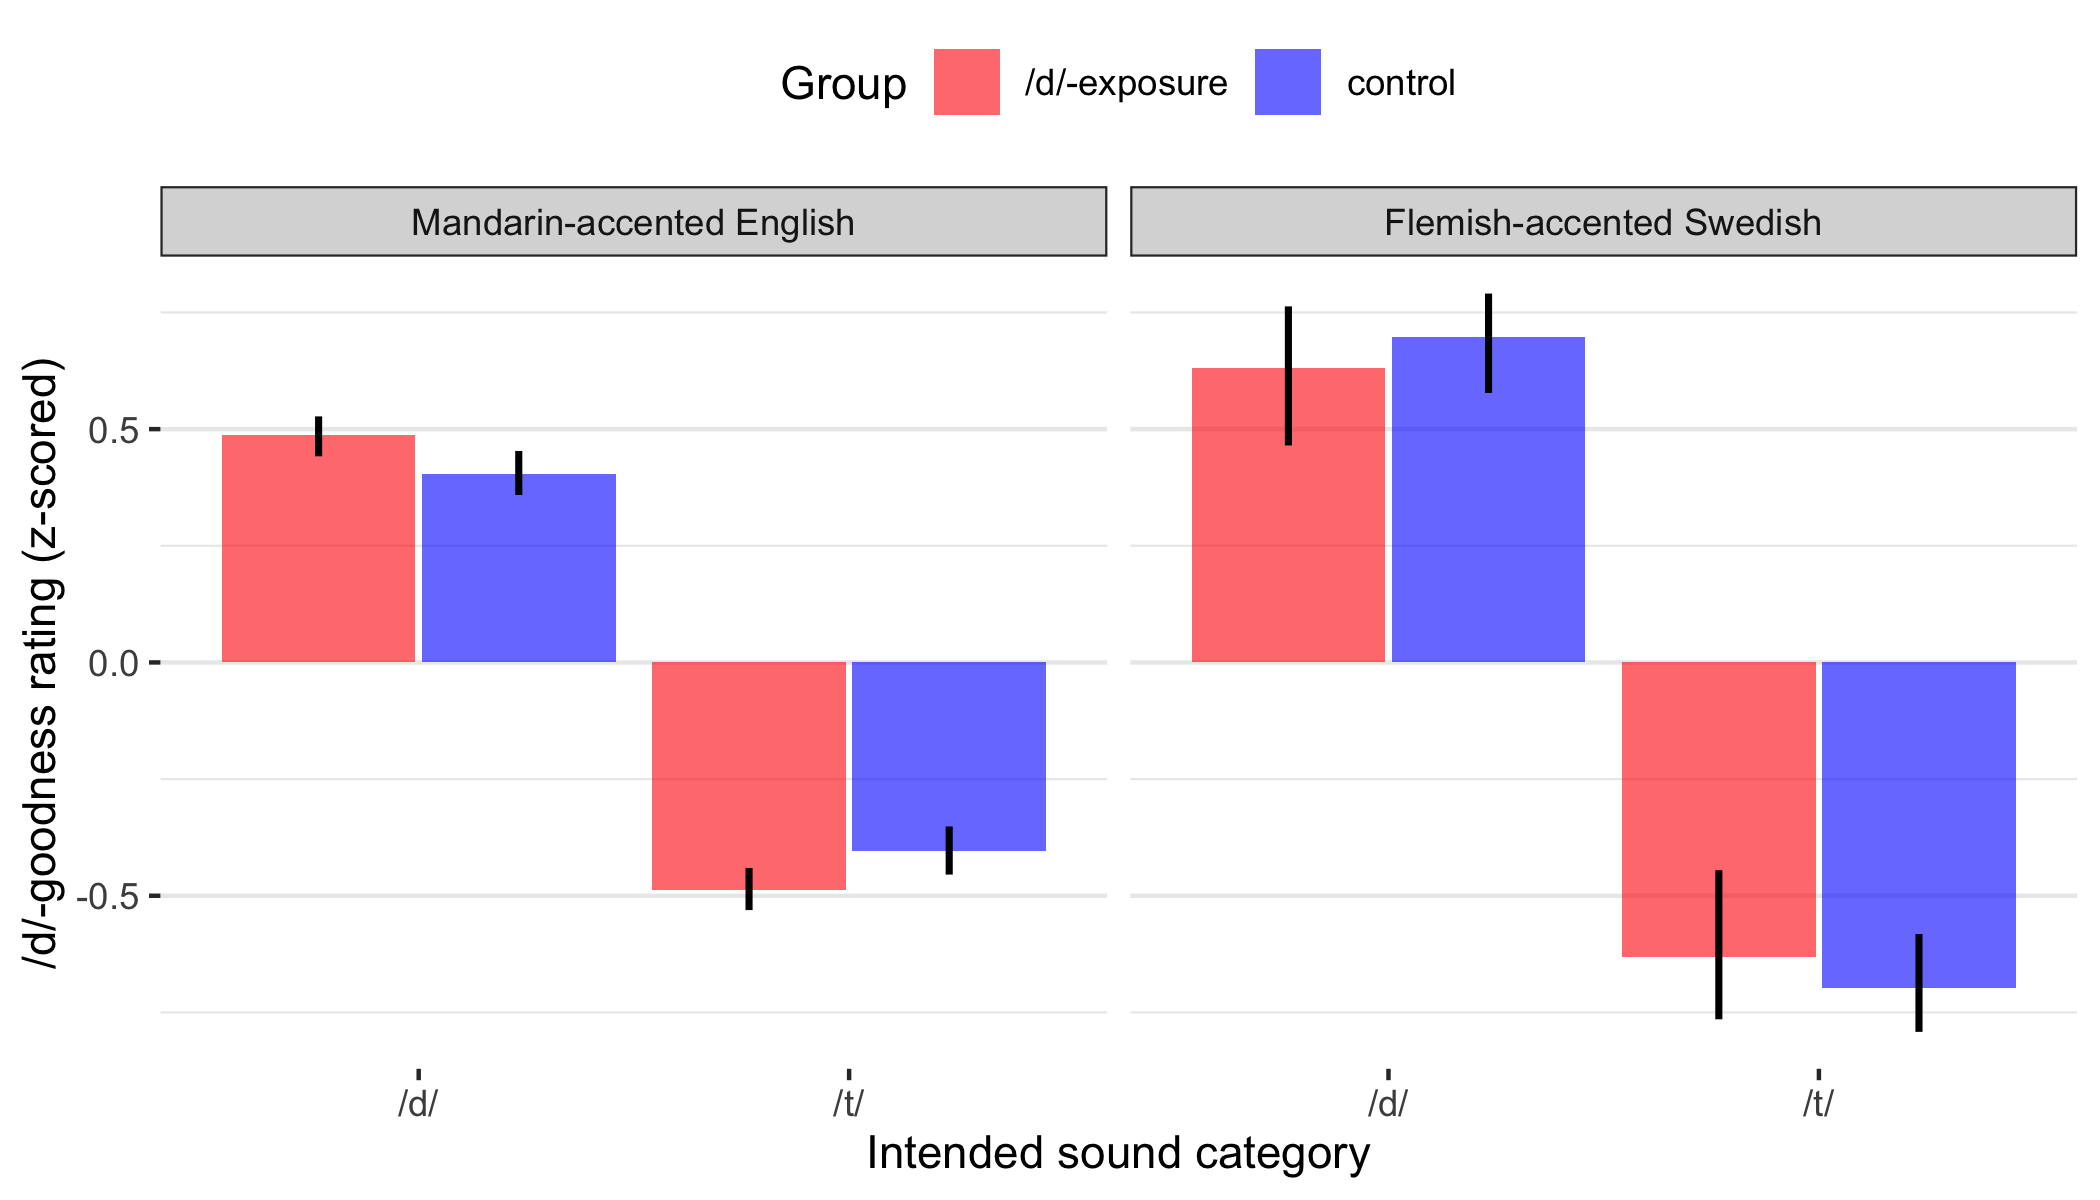 Group /d/-exposure control
Mandarin-accented English
Flemish-accented Swedish
/d/-goodness rating (z-scored)
0.5
0.0
-0.5
/d/ /t/ /d/ /t/
Intended sound category